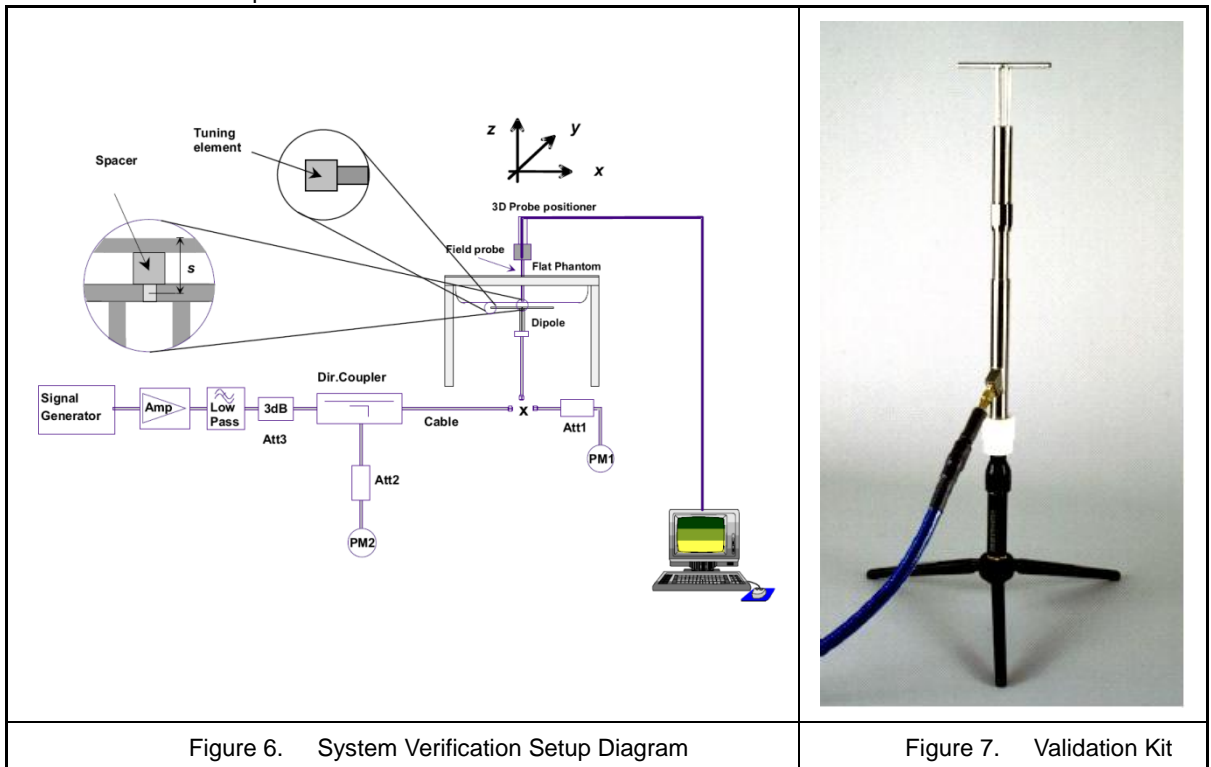 Tuning
element
Spacer
s
z
y
x
3D Probe positioner
Field probe
Flat Phantom
Dipole
Dir.Coupler
Signal
Generator
Amp
Low
Pass
3dB
Att3
Cable
x
Att1
PM1
Att2
PM2
Figure 6. System Verification Setup Diagram
Figure 7. Validation Kit